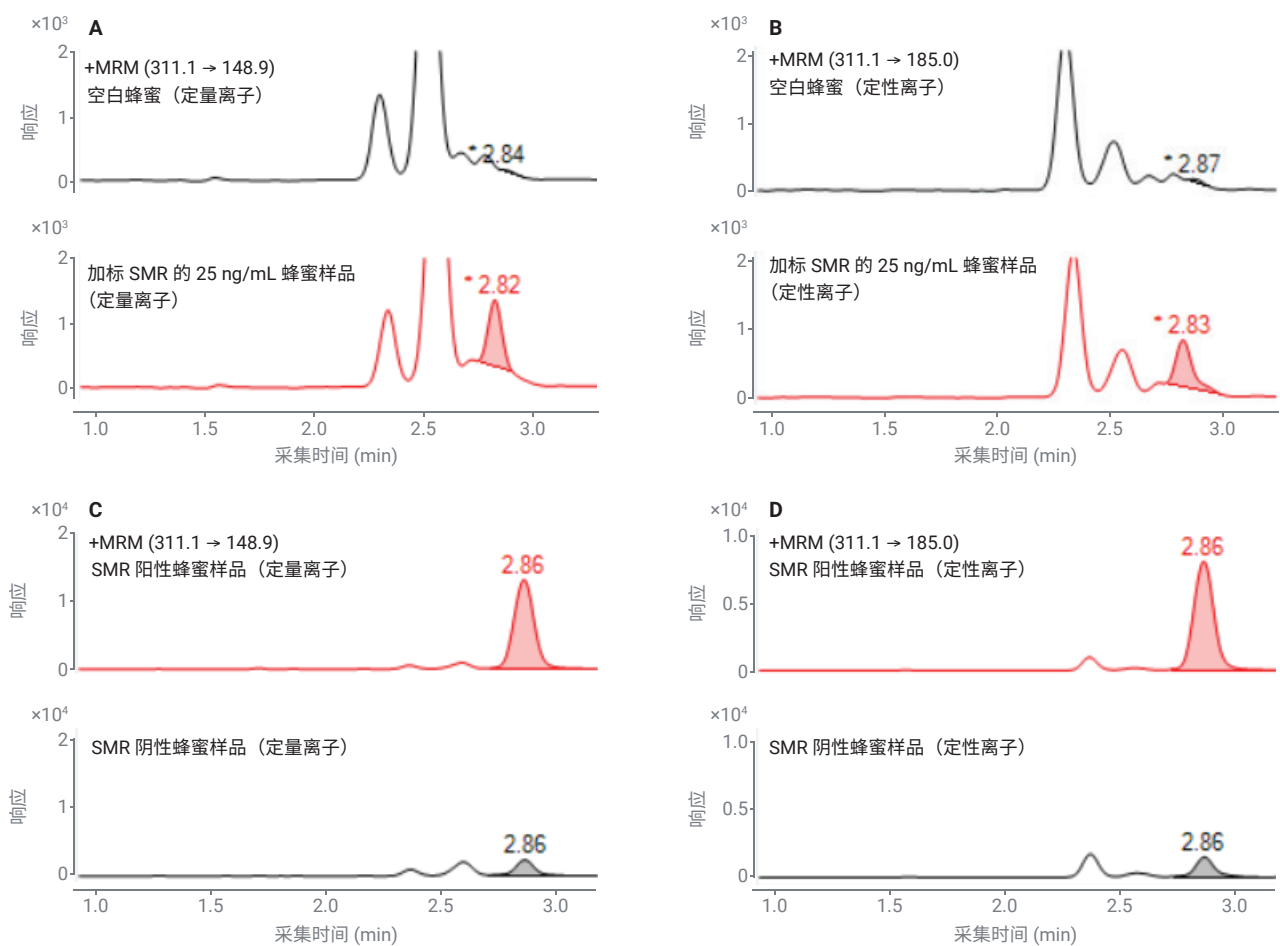 ×10³ A
2
+MRM (311.1 → 148.9)
空白蜂蜜（定量离子）
1
响应
* 2.84
0
×10³
2
加标 SMR 的 25 ng/mL 蜂蜜样品
（定量离子）
* 2.82
1
响应
0
1.0 1.5 2.0 2.5 3.0
采集时间 (min)
×10³ B
2
+MRM (311.1 → 185.0)
空白蜂蜜（定性离子）
1
响应
* 2.87
0
×10³
2
加标 SMR 的 25 ng/mL 蜂蜜样品
（定性离子）
* 2.83
1
响应
0
1.0 1.5 2.0 2.5 3.0
采集时间 (min)
×10⁴ C
2
+MRM (311.1 → 148.9)
SMR 阳性蜂蜜样品（定量离子）
2.86
1
响应
0
×10⁴
2
SMR 阴性蜂蜜样品（定量离子）
1
响应
2.86
0
1.0 1.5 2.0 2.5 3.0
采集时间 (min)
×10⁴ D
1.0
+MRM (311.1 → 185.0)
SMR 阳性蜂蜜样品（定性离子）
2.86
0.5
响应
0
×10⁴
1.0
SMR 阴性蜂蜜样品（定性离子）
0.5
响应
2.86
0
1.0 1.5 2.0 2.5 3.0
采集时间 (min)